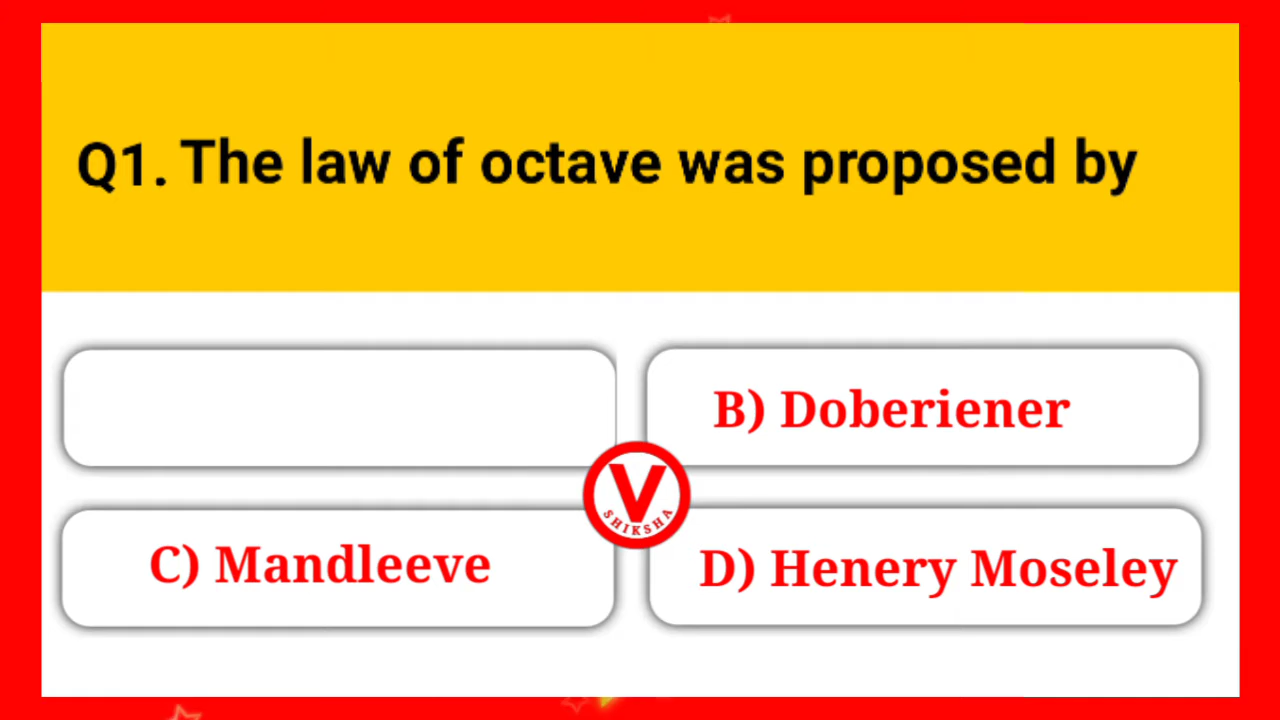 Q1. The law of octave was proposed by
B) Doberiener
C) Mandleeve
V
SHIKSHA
D) Henery Moseley